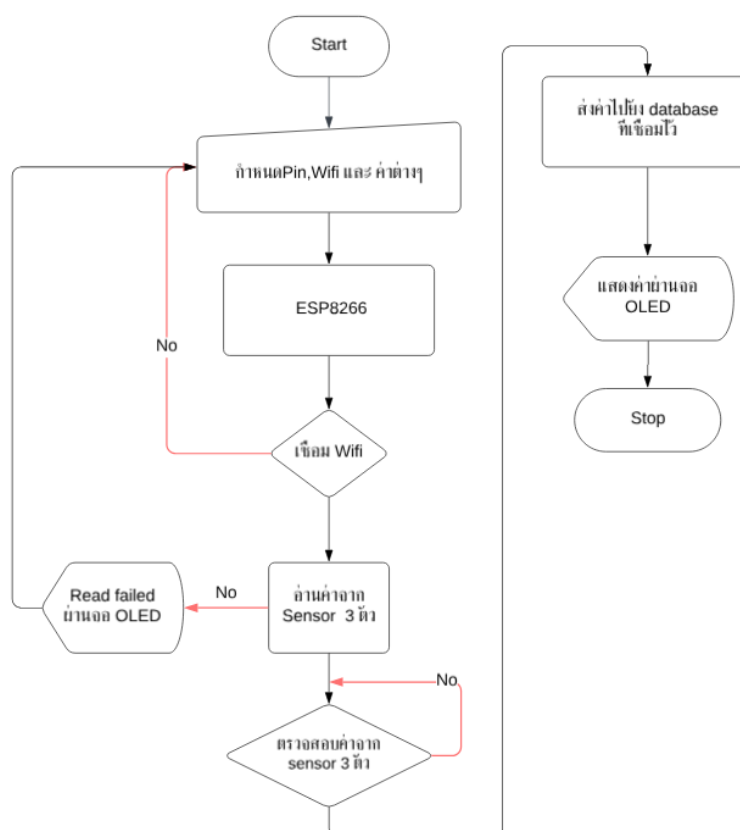 Start
กำหนดPin,Wifi และ ค่าต่างๆ
ESP8266
No
เชื่อม Wifi
อ่านค่าจาก
Sensor 3 ตัว
No
Read failed
ผ่านจอ OLED
No
ตรวจสอบค่าจาก
sensor 3 ตัว
ส่งค่าไปยัง database
ที่เชื่อมไว้
แสดงค่าผ่านจอ
OLED
Stop